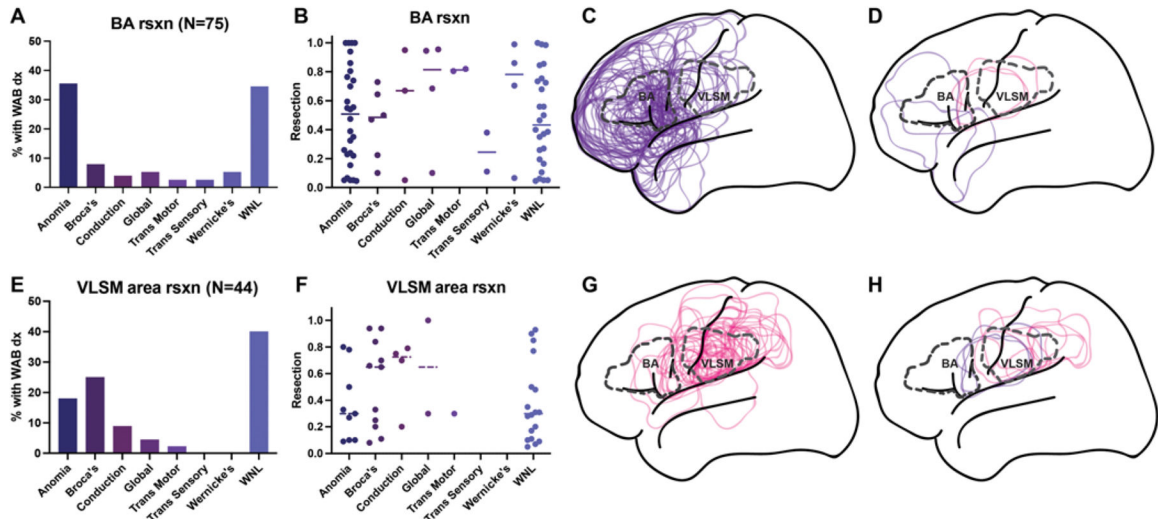 A
BA rsxn (N=75)
% with WAB dx
50
40
30
20
10
0
Anomia
Broca's
Conduction
Global
Trans Motor
Trans Sensory
Wernicke's
WNL
B
BA rsxn
Resection
1.0
0.8
0.6
0.4
0.2
0.0
Anomia
Broca's
Conduction
Global
Trans Motor
Trans Sensory
Wernicke's
WNL
C
BA
VLSM
D
BA
VLSM
E
VLSM area rsxn (N=44)
% with WAB dx
50
40
30
20
10
0
Anomia
Broca's
Conduction
Global
Trans Motor
Trans Sensory
Wernicke's
WNL
F
VLSM area rsxn
Resection
1.0
0.8
0.6
0.4
0.2
0.0
Anomia
Broca's
Conduction
Global
Trans Motor
Trans Sensory
Wernicke's
WNL
G
BA
VLSM
H
BA
VLSM